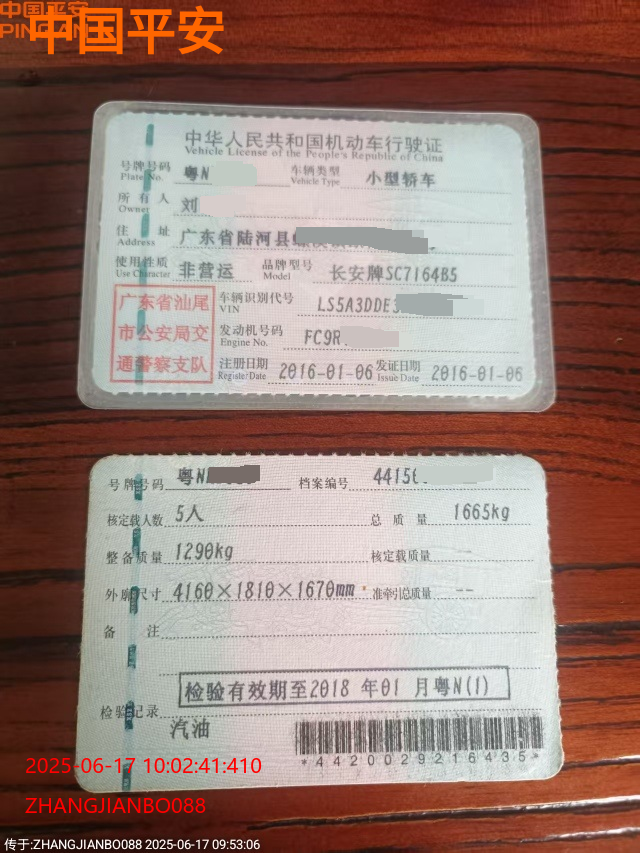 中国平安
PING AN
中国平安
中华人民共和国机动车行驶证
Vehicle License of the People's Republic of China
号牌号码 粤N 车辆类型 小型轿车
Plate No. Vehicle Type
所有人 刘
Owner
住址 广东省陆河县
Address
使用性质 非营运 品牌型号 长安牌SC7164B5
Use Character Model
广东省汕尾
市公安局交
通警察支队
车辆识别代号 LS5A3DDE
VIN
发动机号码 FC9R
Engine No.
注册日期 2016-01-06 发证日期 2016-01-06
Register Date Issue Date
号牌号码 粤N 档案编号 4415
核定载人数 5人 总质量 1665kg
整备质量 1290kg 核定载质量 --
外廓尺寸 4160×1810×1670mm 准牵引总质量 --
备注
检验有效期至2018 年01 月粤N(1)
检验记录
汽油
*4420029216435*
2025-06-17 10:02:41:410
ZHANGJIANBO088
传于:ZHANGJIANBO088 2025-06-17 09:53:06